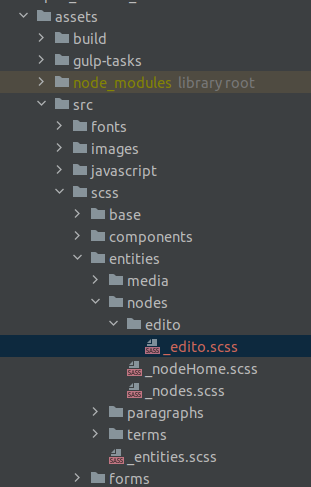 assets
build
gulp-tasks
node_modules library root
src
fonts
images
javascript
scss
base
components
entities
media
nodes
edito
SASS _edito.scss
SASS _nodeHome.scss
SASS _nodes.scss
paragraphs
terms
SASS _entities.scss
forms